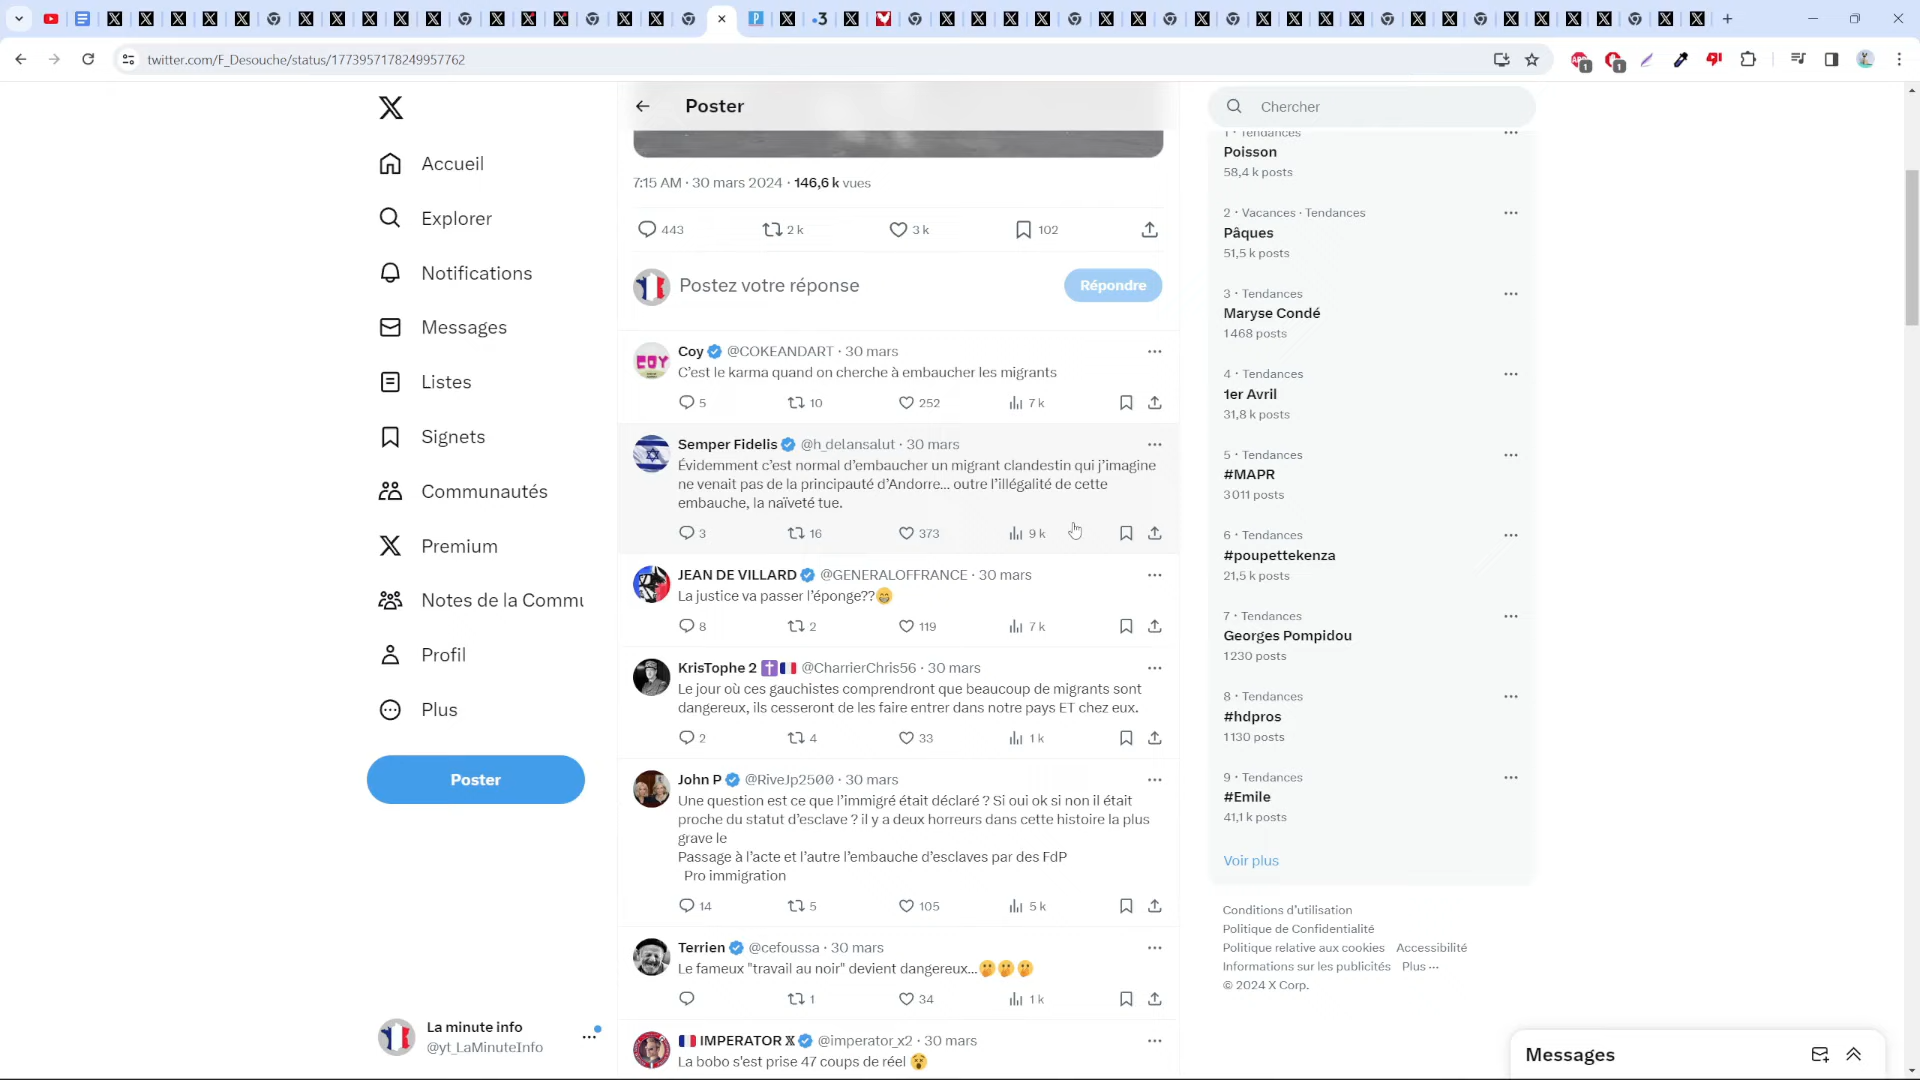 twitter.com/F_Desouche/status/1773957178249957762
Poster
Chercher
Accueil
Explorer
Notifications
Messages
Listes
Signets
Communautés
Premium
Notes de la Commu
Profil
Plus
Poster
La minute info
@yt_LaMinuteInfo
7:15 AM · 30 mars 2024 · 146,6 k vues
443 2 k 3 k 102
Postez votre réponse
Répondre
Coy @COKEANDART · 30 mars
C'est le karma quand on cherche à embaucher les migrants
5 10 252 7 k
Semper Fidelis @h_delansalut · 30 mars
Évidemment c'est normal d'embaucher un migrant clandestin qui j'imagine
ne venait pas de la principauté d'Andorre... outre l'illégalité de cette
embauche, la naïveté tue.
3 16 373 9 k
JEAN DE VILLARD @GENERALOFFRANCE · 30 mars
La justice va passer l'éponge??😁
8 2 119 7 k
KrisTophe 2 ✝️🇫🇷 @CharrierChris56 · 30 mars
Le jour où ces gauchistes comprendront que beaucoup de migrants sont
dangereux, ils cesseront de les faire entrer dans notre pays ET chez eux.
2 4 33 1 k
John P @RiveJp2500 · 30 mars
Une question est ce que l'immigré était déclaré ? Si oui ok si non il était
proche du statut d'esclave ? il y a deux horreurs dans cette histoire la plus
grave le
Passage à l'acte et l'autre l'embauche d'esclaves par des FdP
Pro immigration
14 5 105 5 k
Terrien @cefoussa · 30 mars
Le fameux "travail au noir" devient dangereux...🤫🤫🤫
1 34 1 k
🇫🇷 IMPERATOR 𝕏 @imperator_x2 · 30 mars
La bobo s'est prise 47 coups de réel 😵
1 · Tendances
Poisson
58,4 k posts
2 · Vacances · Tendances
Pâques
51,5 k posts
3 · Tendances
Maryse Condé
1 468 posts
4 · Tendances
1er Avril
31,8 k posts
5 · Tendances
#MAPR
3 011 posts
6 · Tendances
#poupettekenza
21,5 k posts
7 · Tendances
Georges Pompidou
1 230 posts
8 · Tendances
#hdpros
1 130 posts
9 · Tendances
#Emile
41,1 k posts
Voir plus
Conditions d'utilisation
Politique de Confidentialité
Politique relative aux cookies Accessibilité
Informations sur les publicités Plus ···
© 2024 X Corp.
Messages